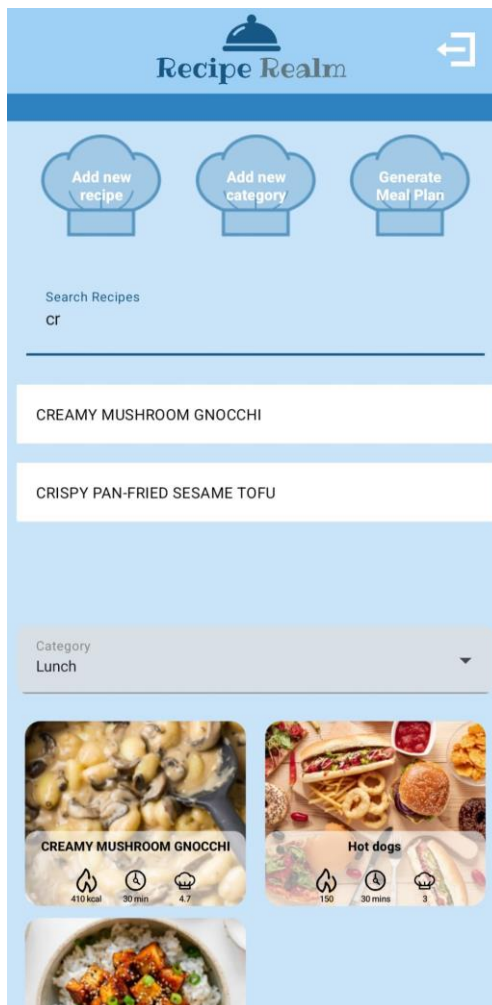 Recipe Realm
Add new
recipe
Add new
category
Generate
Meal Plan
Search Recipes
cr
CREAMY MUSHROOM GNOCCHI
CRISPY PAN-FRIED SESAME TOFU
Category
Lunch
CREAMY MUSHROOM GNOCCHI
410 kcal 30 min 4.7
Hot dogs
150 30 mins 3